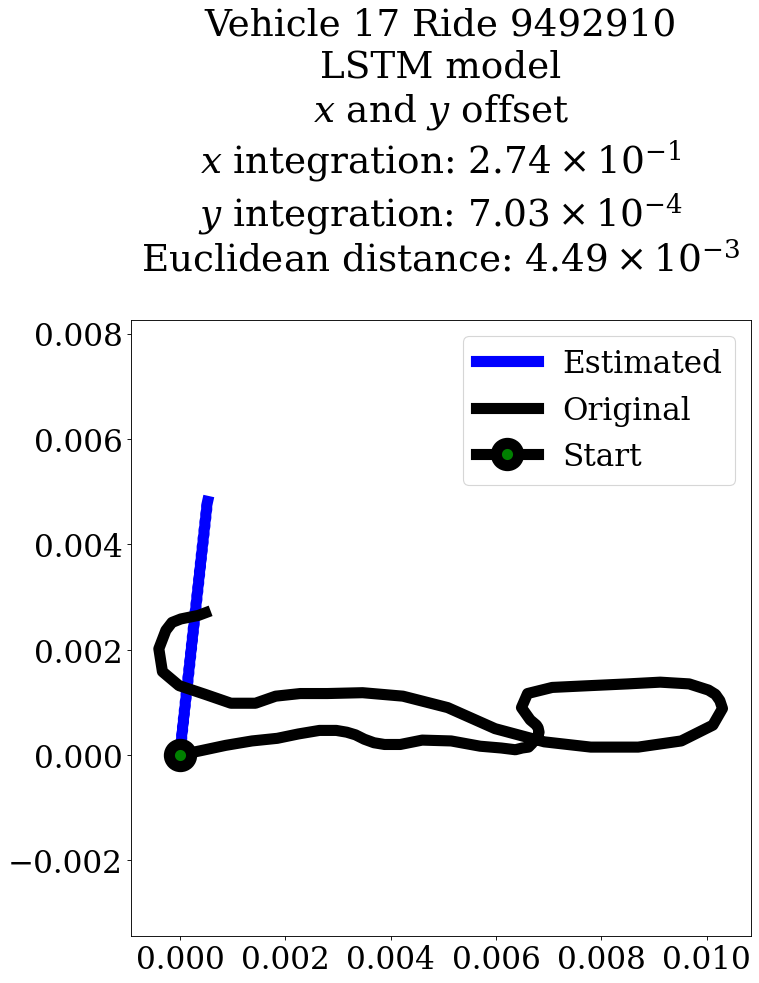 Vehicle 17 Ride 9492910
LSTM model
x and y offset
x integration: 2.74 × 10⁻¹
y integration: 7.03 × 10⁻⁴
Euclidean distance: 4.49 × 10⁻³
Estimated
Original
Start
0.008
0.006
0.004
0.002
0.000
−0.002
0.000 0.002 0.004 0.006 0.008 0.010